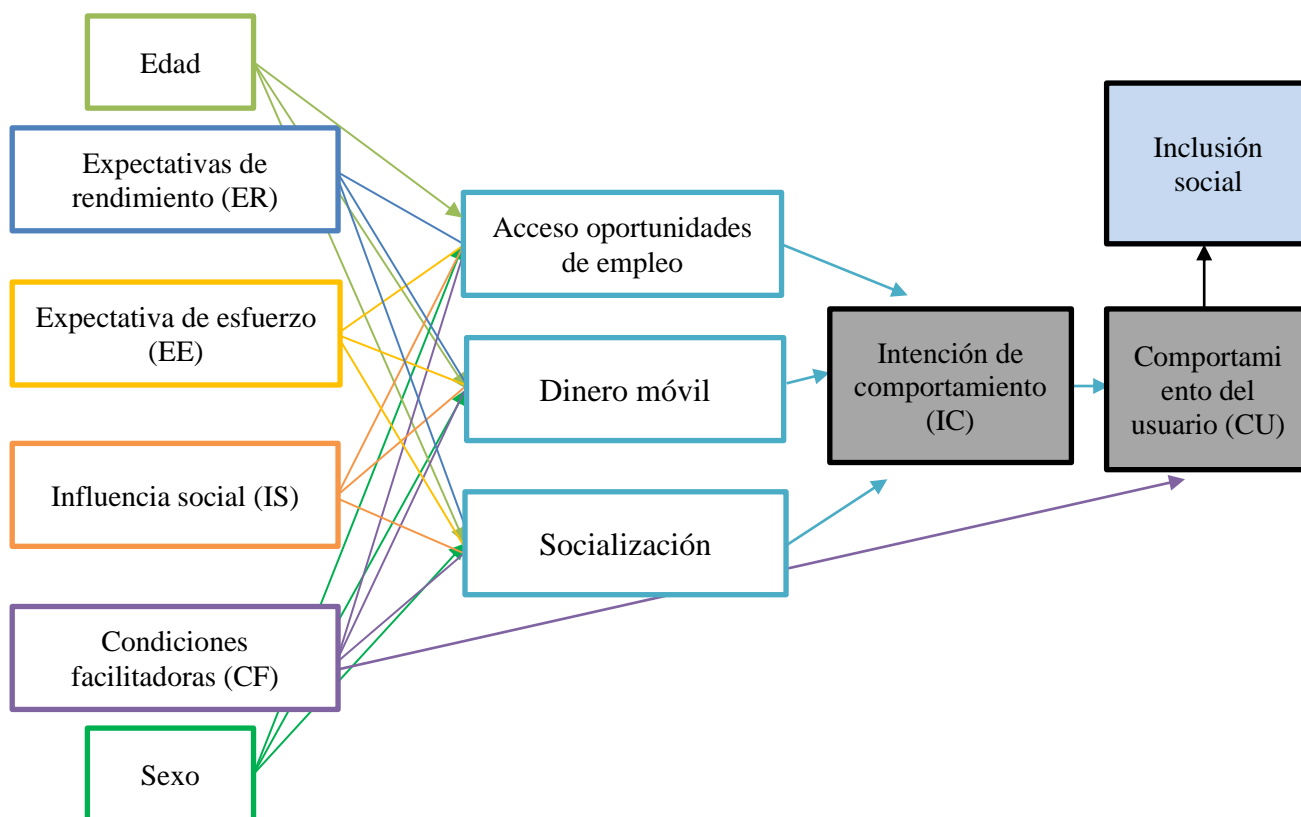 Edad
Expectativas de
rendimiento (ER)
Expectativa de esfuerzo
(EE)
Influencia social (IS)
Condiciones
facilitadoras (CF)
Sexo
Acceso oportunidades
de empleo
Dinero móvil
Socialización
Intención de
comportamiento
(IC)
Comportami
ento del
usuario (CU)
Inclusión
social